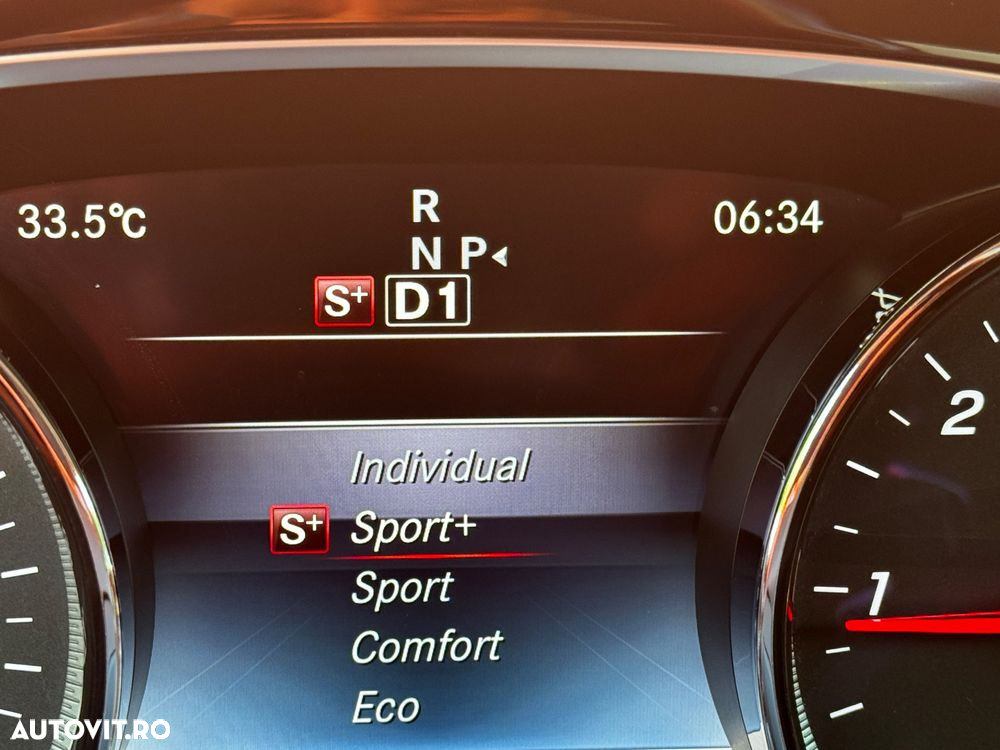 33.5°C
R
06:34
N P
S+ D1
Individual
S+ Sport+
Sport
Comfort
Eco
2
1
AUTOVIT.RO